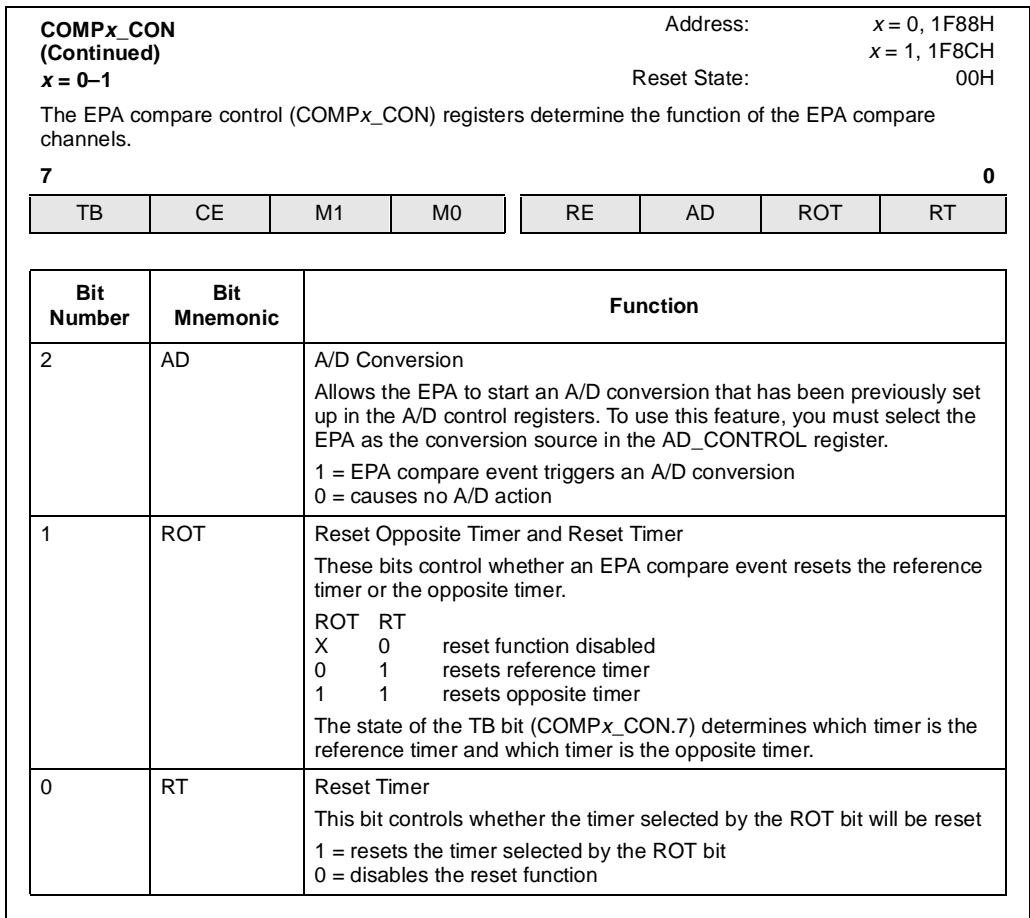 COMPx_CON Address: x = 0, 1F88H
(Continued) x = 1, 1F8CH
x = 0–1 Reset State: 00H
The EPA compare control (COMPx_CON) registers determine the function of the EPA compare
channels.
7 0
TB CE M1 M0 RE AD ROT RT
Bit Number Bit Mnemonic Function
2 AD A/D Conversion
Allows the EPA to start an A/D conversion that has been previously set
up in the A/D control registers. To use this feature, you must select the
EPA as the conversion source in the AD_CONTROL register.
1 = EPA compare event triggers an A/D conversion
0 = causes no A/D action
1 ROT Reset Opposite Timer and Reset Timer
These bits control whether an EPA compare event resets the reference
timer or the opposite timer.
ROT RT
X 0 reset function disabled
0 1 resets reference timer
1 1 resets opposite timer
The state of the TB bit (COMPx_CON.7) determines which timer is the
reference timer and which timer is the opposite timer.
0 RT Reset Timer
This bit controls whether the timer selected by the ROT bit will be reset
1 = resets the timer selected by the ROT bit
0 = disables the reset function